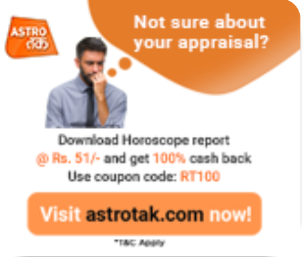 Not sure about
your appraisal?
ASTRO
तक
Download Horoscope report
@ Rs. 51/- and get 100% cash back
Use coupon code: RT100
Visit astrotak.com now!
*T&C Apply